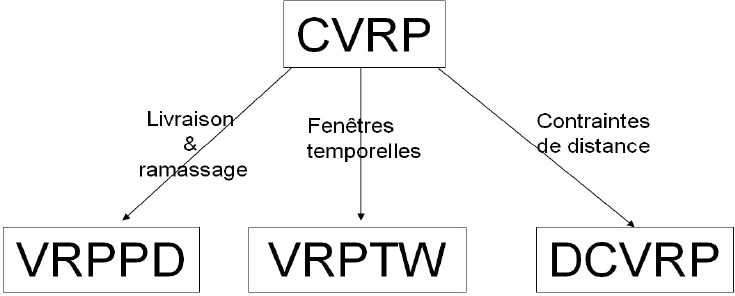 CVRP
Livraison
&
ramassage
Fenêtres
temporelles
Contraintes
de distance
VRPPD
VRPTW
DCVRP